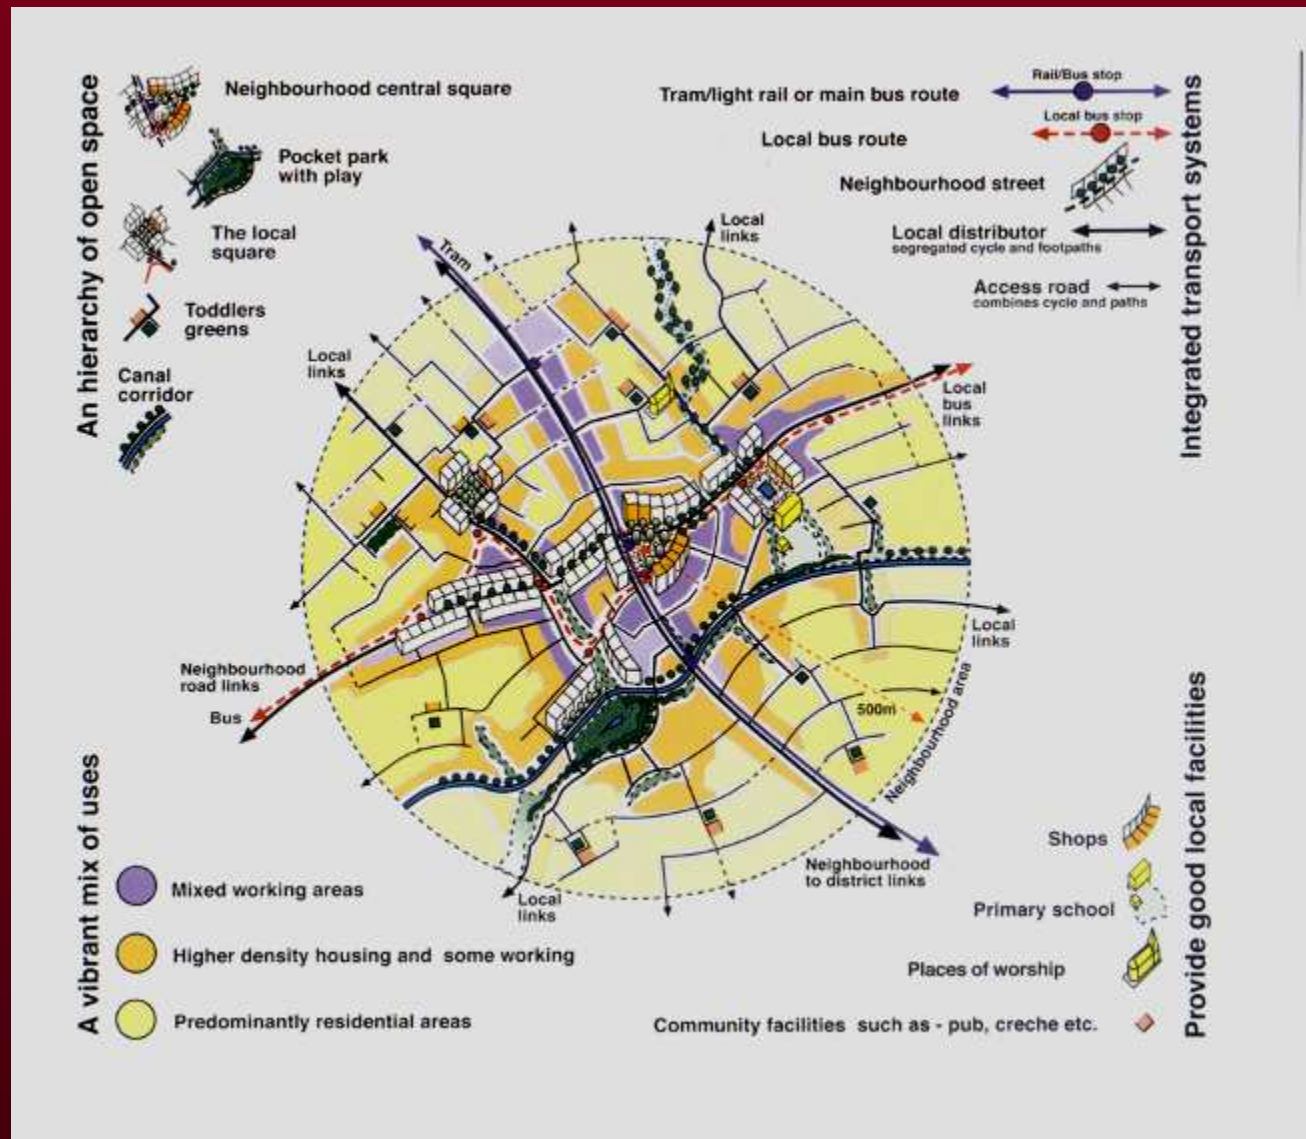 An hierarchy of open space
Neighbourhood central square
Pocket park
with play
The local
square
Toddlers
greens
Canal
corridor
Integrated transport systems
Rail/Bus stop
Tram/light rail or main bus route
Local bus stop
Local bus route
Neighbourhood street
Local distributor
segregated cycle and footpaths
Access road
combines cycle and paths
Tram
Local
links
Local
links
Local
bus
links
Local
links
Neighbourhood
road links
Bus
500m
Neighbourhood area
Neighbourhood
to district links
Local
links
A vibrant mix of uses
Mixed working areas
Higher density housing and some working
Predominantly residential areas
Provide good local facilities
Shops
Primary school
Places of worship
Community facilities such as - pub, creche etc.